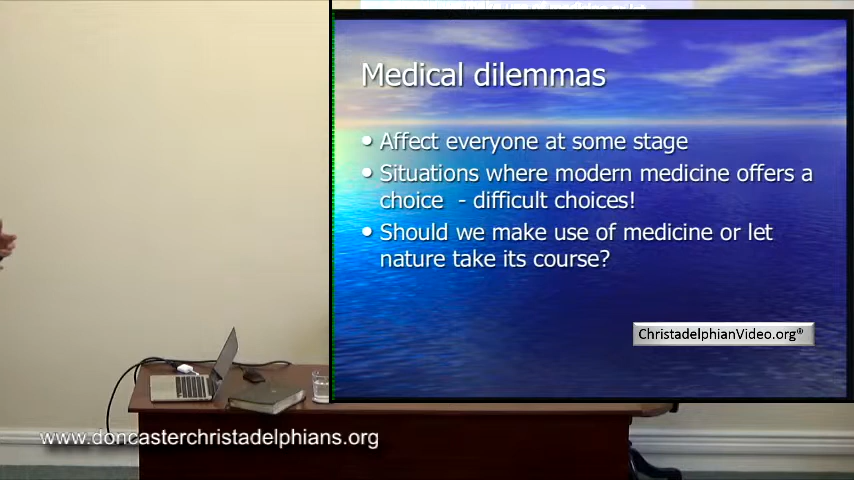 Medical dilemmas
• Affect everyone at some stage
• Situations where modern medicine offers a
choice - difficult choices!
• Should we make use of medicine or let
nature take its course?
ChristadelphianVideo.org®
www.doncasterchristadelphians.org